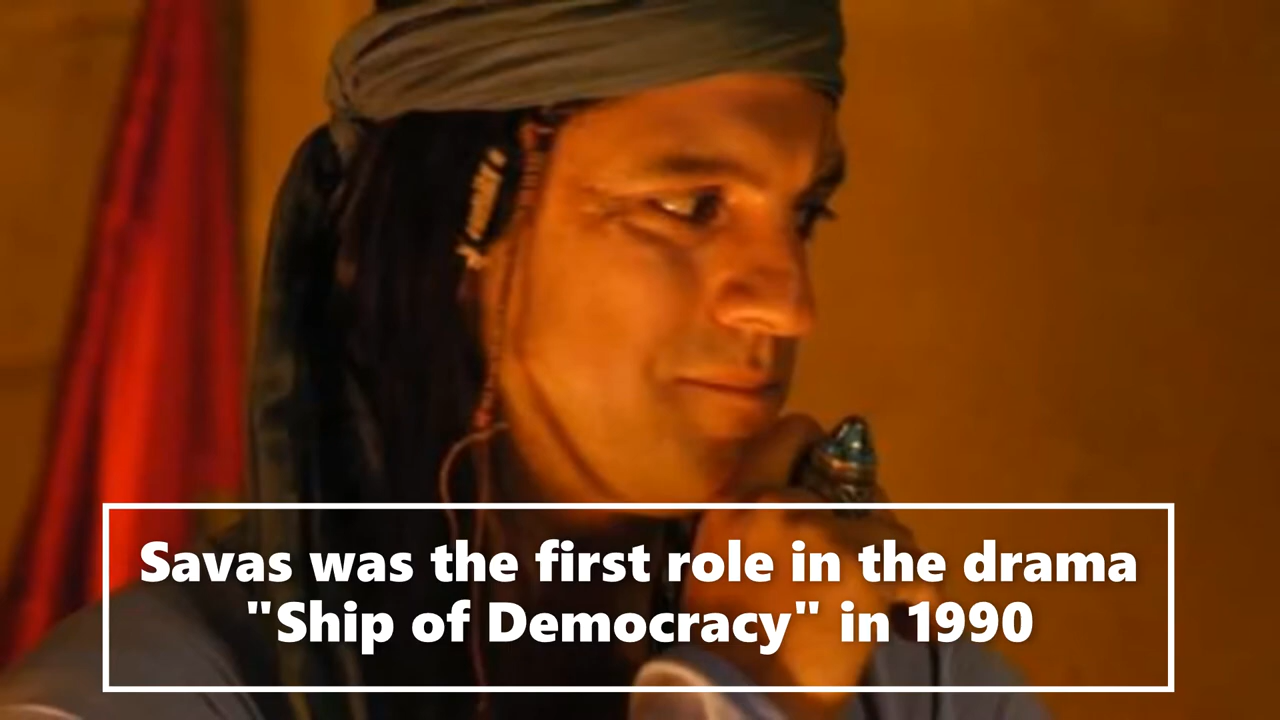 Savas was the first role in the drama
"Ship of Democracy" in 1990